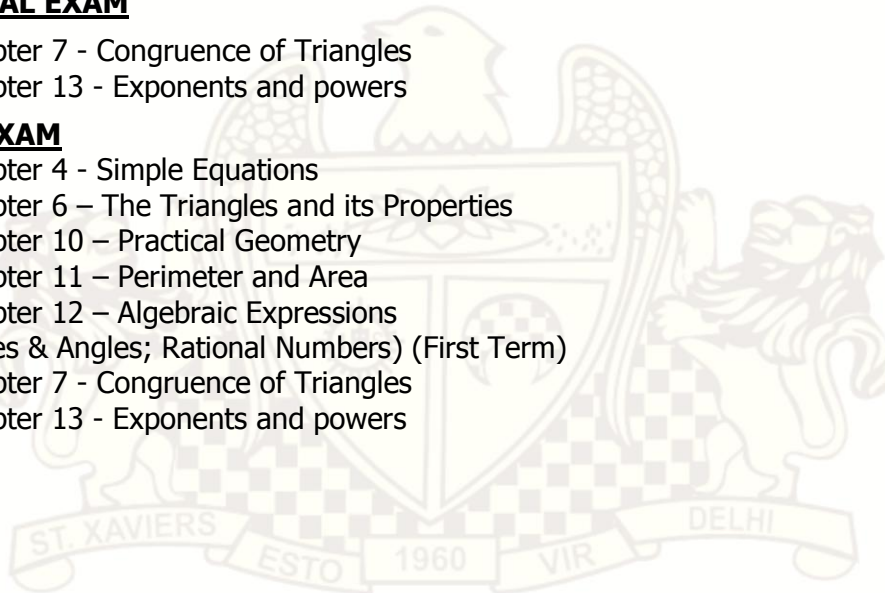 AL EXAM
pter 7 - Congruence of Triangles
pter 13 - Exponents and powers
XAM
pter 4 - Simple Equations
pter 6 – The Triangles and its Properties
pter 10 – Practical Geometry
pter 11 – Perimeter and Area
pter 12 – Algebraic Expressions
es & Angles; Rational Numbers) (First Term)
pter 7 - Congruence of Triangles
pter 13 - Exponents and powers
ST. XAVIERS DELHI
ESTO 1960 VIR